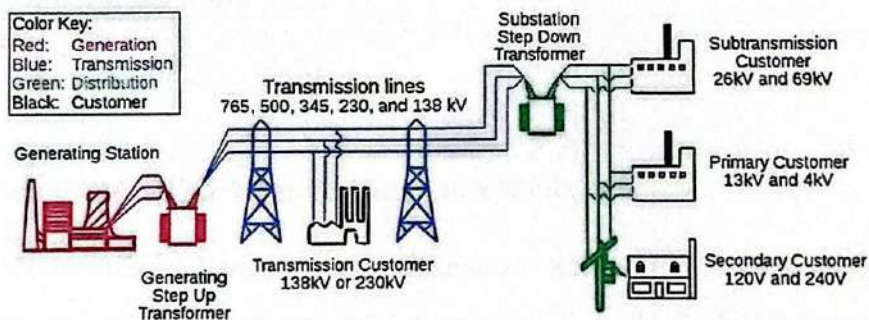 Color Key:
Red: Generation
Blue: Transmission
Green: Distribution
Black: Customer
Substation
Step Down
Transformer
Subtransmission
Customer
26kV and 69kV
Transmission lines
765, 500, 345, 230, and 138 kV
Generating Station
Primary Customer
13kV and 4kV
Transmission Customer
138kV or 230kV
Secondary Customer
120V and 240V
Generating
Step Up
Transformer